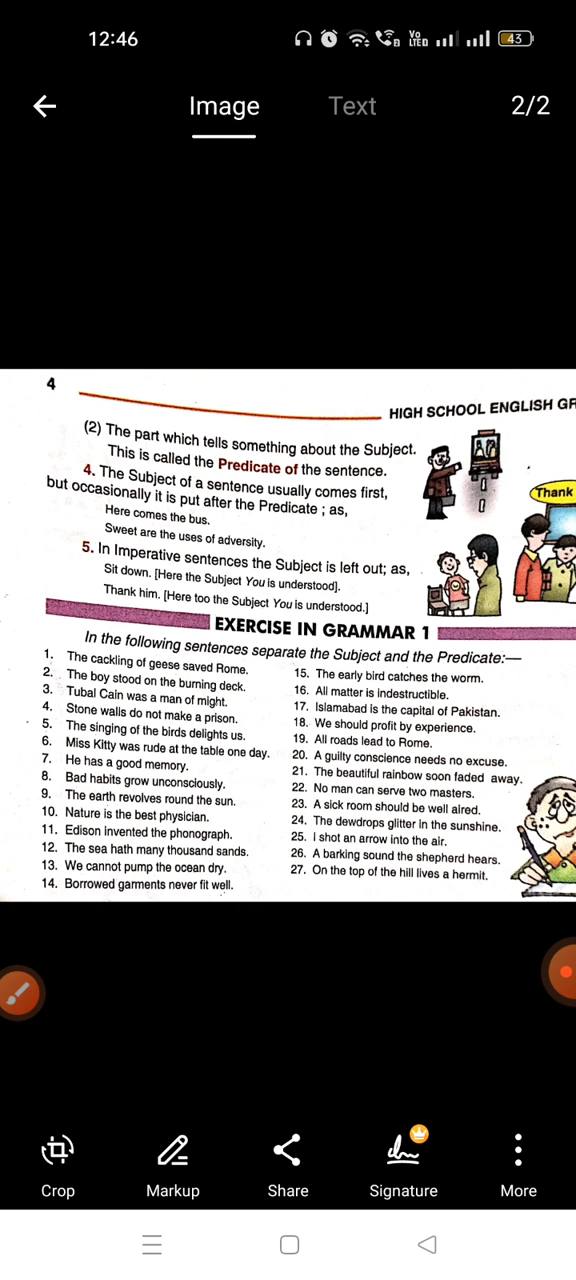 12:46
Vo
LTED
43
Image
Text
2/2
4
HIGH SCHOOL ENGLISH GR
(2) The part which tells something about the Subject.
This is called the Predicate of the sentence.
4. The Subject of a sentence usually comes first,
but occasionally it is put after the Predicate ; as,
Here comes the bus.
Sweet are the uses of adversity.
5. In Imperative sentences the Subject is left out; as,
Sit down. [Here the Subject You is understood].
Thank him. [Here too the Subject You is understood.]
Thank
EXERCISE IN GRAMMAR 1
In the following sentences separate the Subject and the Predicate:—
1. The cackling of geese saved Rome.
2. The boy stood on the burning deck.
3. Tubal Cain was a man of might.
4. Stone walls do not make a prison.
5. The singing of the birds delights us.
6. Miss Kitty was rude at the table one day.
7. He has a good memory.
8. Bad habits grow unconsciously.
9. The earth revolves round the sun.
10. Nature is the best physician.
11. Edison invented the phonograph.
12. The sea hath many thousand sands.
13. We cannot pump the ocean dry.
14. Borrowed garments never fit well.
15. The early bird catches the worm.
16. All matter is indestructible.
17. Islamabad is the capital of Pakistan.
18. We should profit by experience.
19. All roads lead to Rome.
20. A guilty conscience needs no excuse.
21. The beautiful rainbow soon faded away.
22. No man can serve two masters.
23. A sick room should be well aired.
24. The dewdrops glitter in the sunshine.
25. I shot an arrow into the air.
26. A barking sound the shepherd hears.
27. On the top of the hill lives a hermit.
Crop
Markup
Share
Signature
More